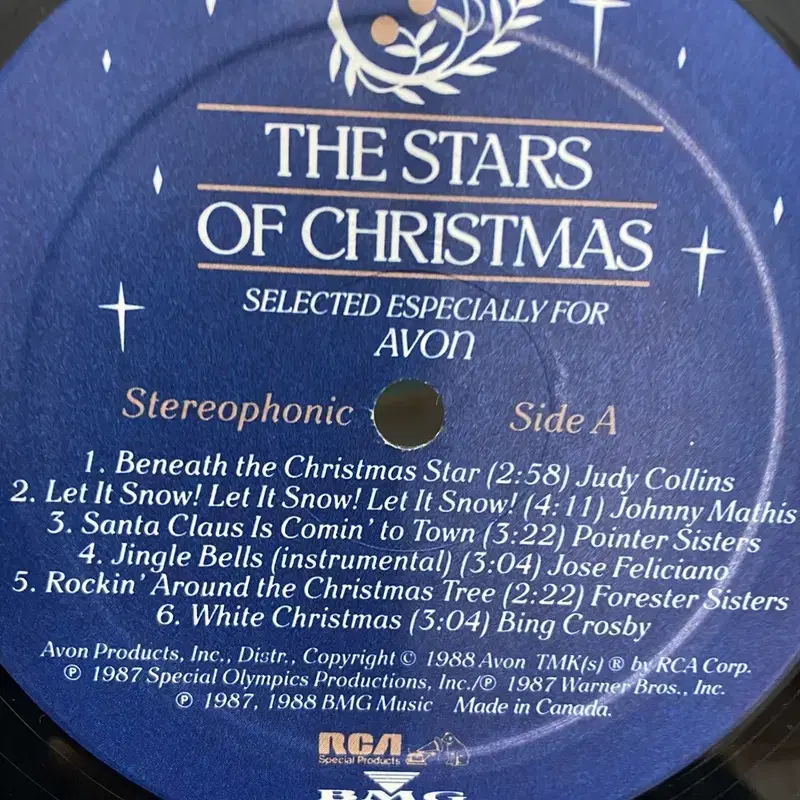 THE STARS
OF CHRISTMAS
SELECTED ESPECIALLY FOR
AVON
Stereophonic Side A
1. Beneath the Christmas Star (2:58) Judy Collins
2. Let It Snow! Let It Snow! Let It Snow! (4:11) Johnny Mathis
3. Santa Claus Is Comin' to Town (3:22) Pointer Sisters
4. Jingle Bells (instrumental) (3:04) Jose Feliciano
5. Rockin' Around the Christmas Tree (2:22) Forester Sisters
6. White Christmas (3:04) Bing Crosby
Avon Products, Inc., Distr., Copyright © 1988 Avon TMK(s) ® by RCA Corp.
℗ 1987 Special Olympics Productions, Inc./℗ 1987 Warner Bros., Inc.
℗ 1987, 1988 BMG Music Made in Canada.
RCA
Special Products
BMG